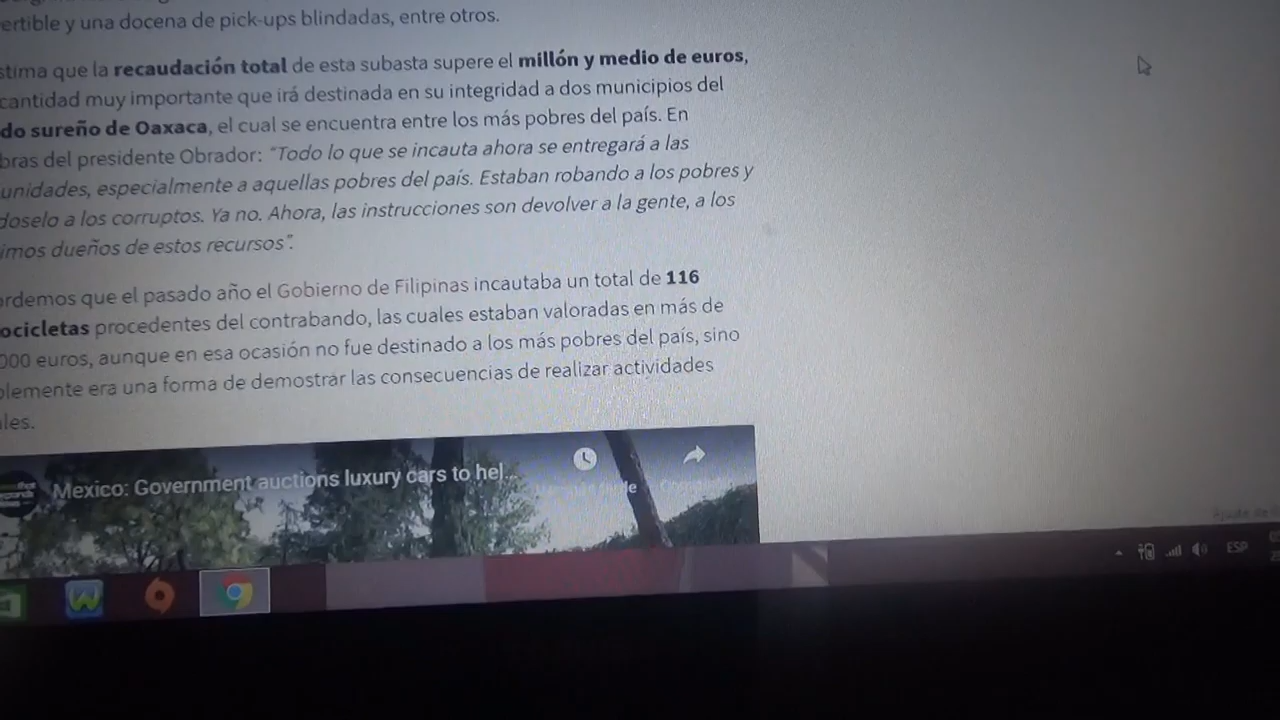 ertible y una docena de pick-ups blindadas, entre otros.
stima que la recaudación total de esta subasta supere el millón y medio de euros,
cantidad muy importante que irá destinada en su integridad a dos municipios del
do sureño de Oaxaca, el cual se encuentra entre los más pobres del país. En
bras del presidente Obrador: “Todo lo que se incauta ahora se entregará a las
unidades, especialmente a aquellas pobres del país. Estaban robando a los pobres y
doselo a los corruptos. Ya no. Ahora, las instrucciones son devolver a la gente, a los
imos dueños de estos recursos”.
ordemos que el pasado año el Gobierno de Filipinas incautaba un total de 116
ocicletas procedentes del contrabando, las cuales estaban valoradas en más de
000 euros, aunque en esa ocasión no fue destinado a los más pobres del país, sino
olemente era una forma de demostrar las consecuencias de realizar actividades
ales.
Mexico: Government auctions luxury cars to hel...
ESP